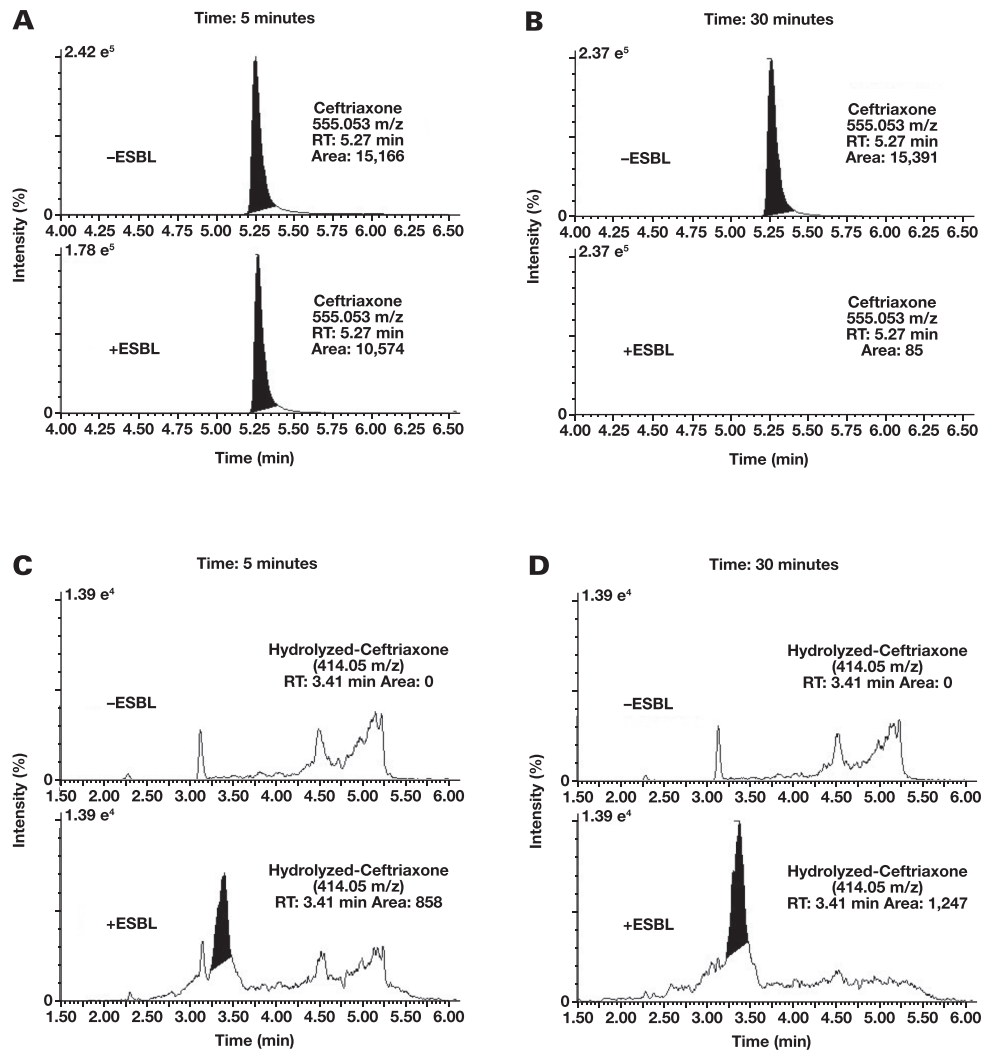 A
Time: 5 minutes
2.42 e⁵
Ceftriaxone
555.053 m/z
RT: 5.27 min
Area: 15,166
–ESBL
0
4.00 4.25 4.50 4.75 5.00 5.25 5.50 5.75 6.00 6.25 6.50
Intensity (%)
1.78 e⁵
Ceftriaxone
555.053 m/z
RT: 5.27 min
Area: 10,574
+ESBL
0
4.00 4.25 4.50 4.75 5.00 5.25 5.50 5.75 6.00 6.25 6.50
Time (min)
B
Time: 30 minutes
2.37 e⁵
Ceftriaxone
555.053 m/z
RT: 5.27 min
Area: 15,391
–ESBL
0
4.00 4.25 4.50 4.75 5.00 5.25 5.50 5.75 6.00 6.25 6.50
Intensity (%)
2.37 e⁵
Ceftriaxone
555.053 m/z
RT: 5.27 min
Area: 85
+ESBL
0
4.00 4.25 4.50 4.75 5.00 5.25 5.50 5.75 6.00 6.25 6.50
Time (min)
C
Time: 5 minutes
1.39 e⁴
Hydrolyzed-Ceftriaxone
(414.05 m/z)
RT: 3.41 min Area: 0
–ESBL
0
1.50 2.00 2.50 3.00 3.50 4.00 4.50 5.00 5.50 6.00
Intensity (%)
1.39 e⁴
Hydrolyzed-Ceftriaxone
(414.05 m/z)
RT: 3.41 min Area: 858
+ESBL
0
1.50 2.00 2.50 3.00 3.50 4.00 4.50 5.00 5.50 6.00
Time (min)
D
Time: 30 minutes
1.39 e⁴
Hydrolyzed-Ceftriaxone
(414.05 m/z)
RT: 3.41 min Area: 0
–ESBL
0
1.50 2.00 2.50 3.00 3.50 4.00 4.50 5.00 5.50 6.00
Intensity (%)
1.39 e⁴
Hydrolyzed-Ceftriaxone
(414.05 m/z)
RT: 3.41 min Area: 1,247
+ESBL
0
1.50 2.00 2.50 3.00 3.50 4.00 4.50 5.00 5.50 6.00
Time (min)